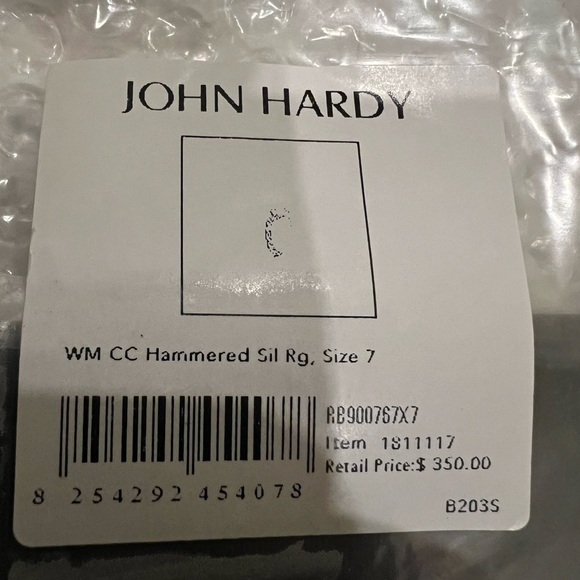 JOHN HARDY
WM CC Hammered Sil Rg, Size 7
RB900767X7
Item 1811117
Retail Price:$ 350.00
8 254292 454078
B203S